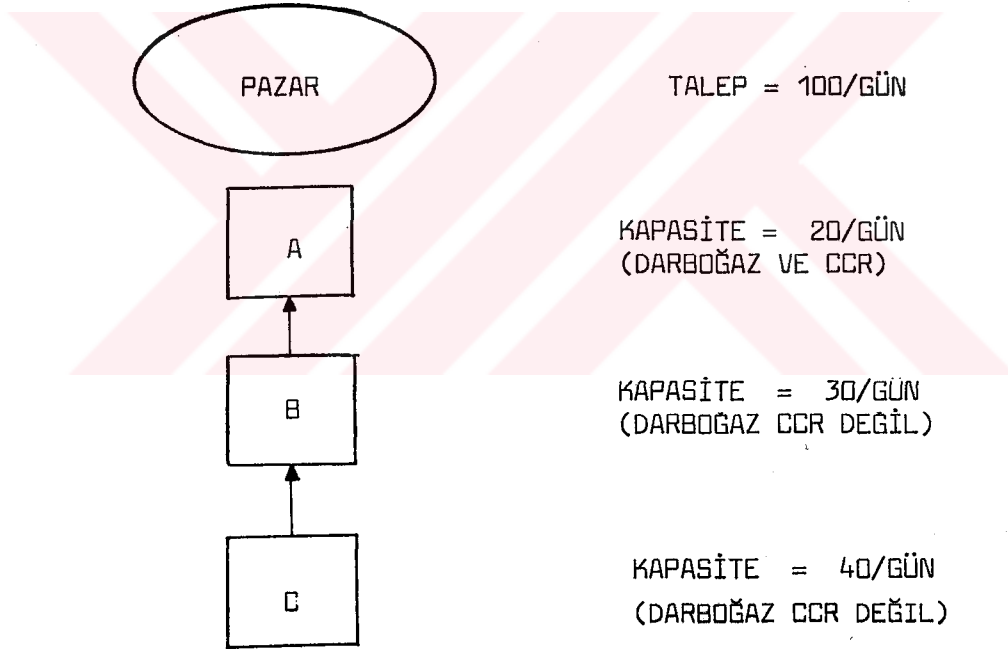 PAZAR
TALEP = 100/GÜN
A
KAPASİTE = 20/GÜN
(DARBOĞAZ VE CCR)
B
KAPASİTE = 30/GÜN
(DARBOĞAZ CCR DEĞİL)
C
KAPASİTE = 40/GÜN
(DARBOĞAZ CCR DEĞIL)